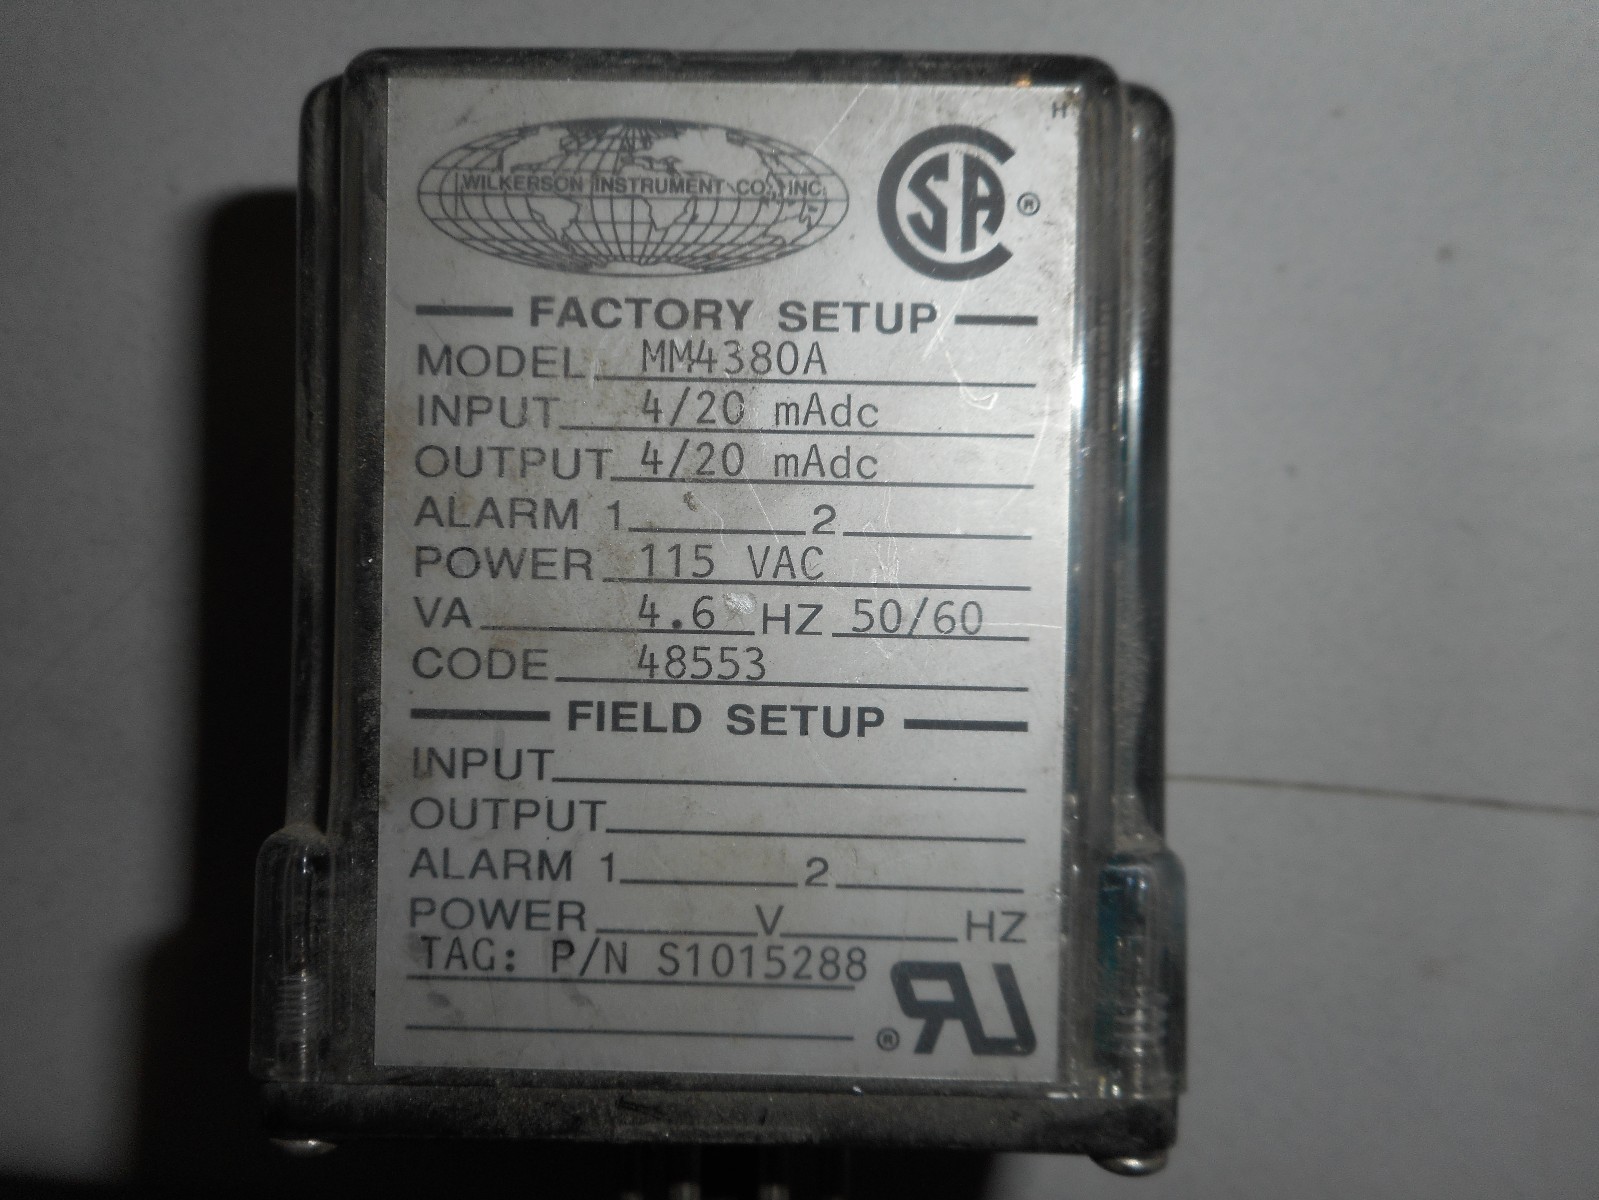 H
WILKERSON INSTRUMENT CO., INC.
CSA ®
FACTORY SETUP
MODEL MM4380A
INPUT 4/20 mAdc
OUTPUT 4/20 mAdc
ALARM 1 2
POWER 115 VAC
VA 4.6 HZ 50/60
CODE 48553
FIELD SETUP
INPUT
OUTPUT
ALARM 1 2
POWER V HZ
TAG: P/N S1015288
® RU